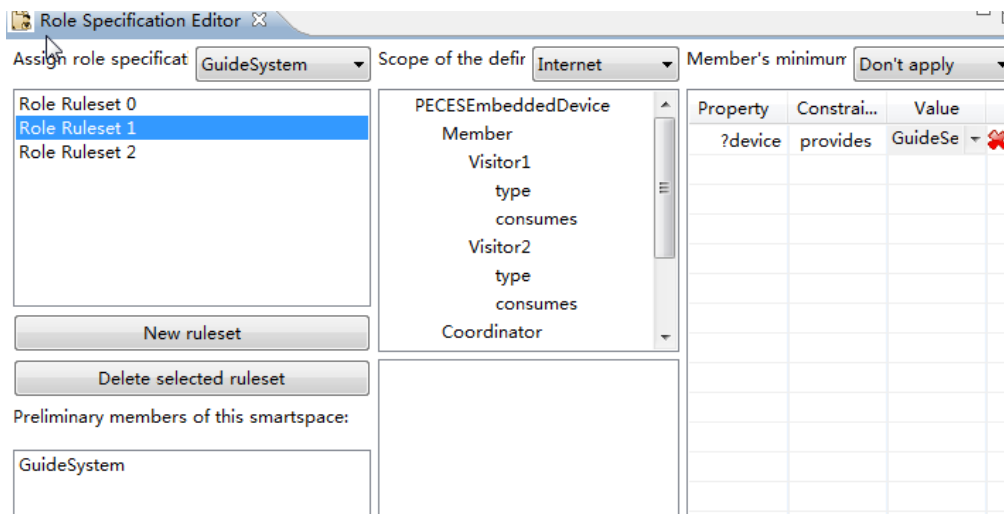 Role Specification Editor
Assign role specificati
GuideSystem
Scope of the defir
Internet
Member's minimum
Don't apply
Role Ruleset 0
Role Ruleset 1
Role Ruleset 2
New ruleset
Delete selected ruleset
Preliminary members of this smartspace:
GuideSystem
PECESEmbeddedDevice
Member
Visitor1
type
consumes
Visitor2
type
consumes
Coordinator
Property Constrai... Value
?device provides GuideSe